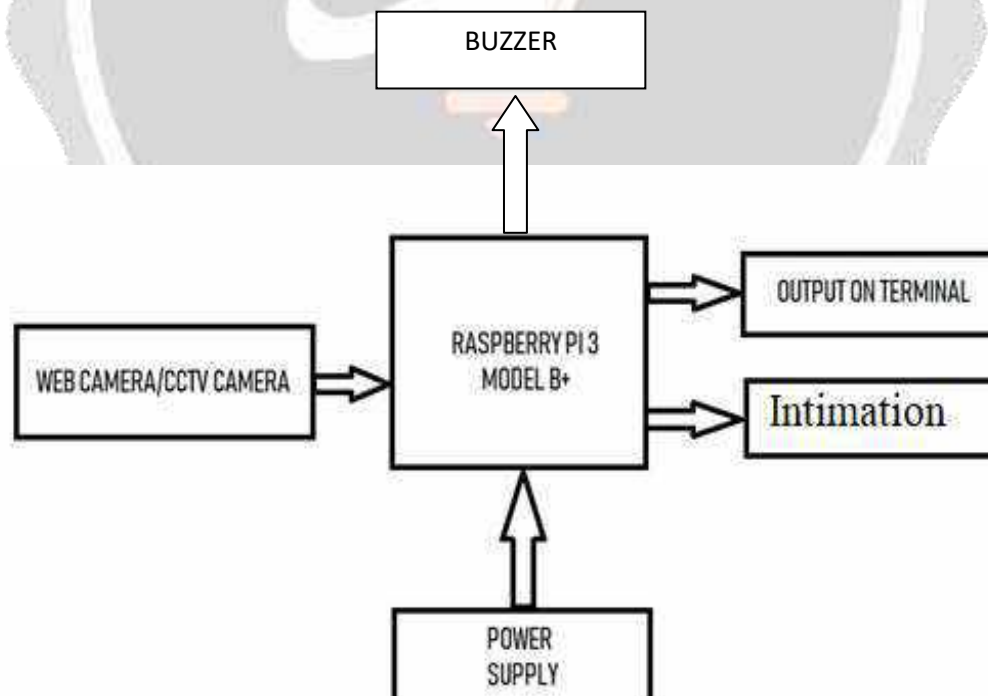 BUZZER
OUTPUT ON TERMINAL
WEB CAMERA/CCTV CAMERA
RASPBERRY PI 3
MODEL B+
Intimation
POWER
SUPPLY